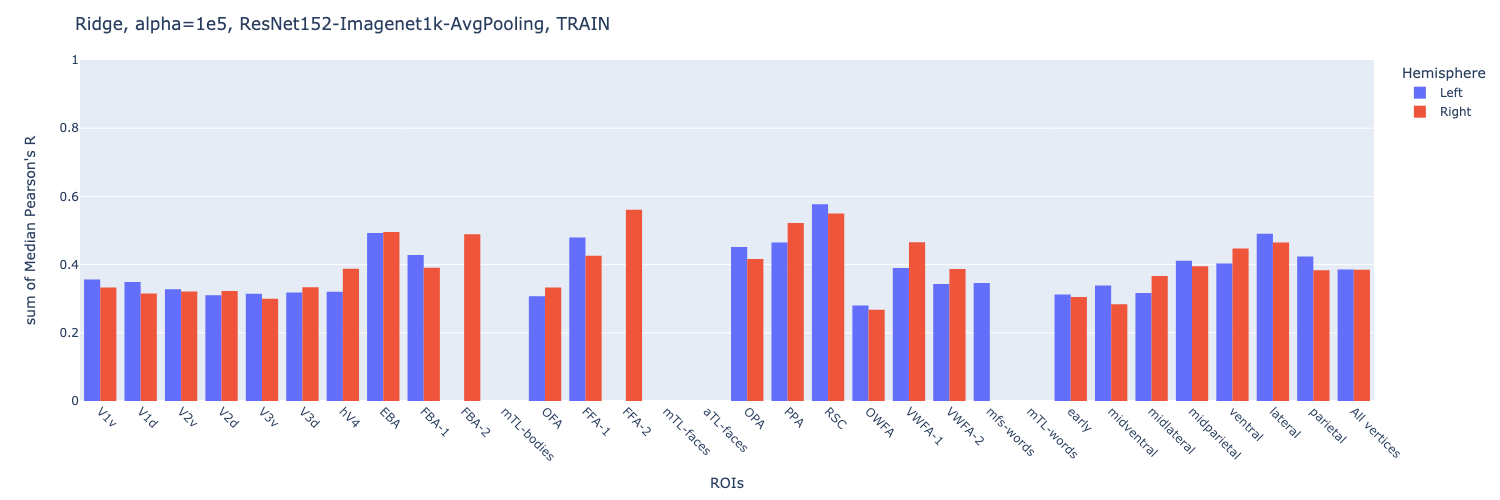 Ridge, alpha=1e5, ResNet152-Imagenet1k-AvgPooling, TRAIN
Hemisphere
Left
Right
sum of Median Pearson's R
1
0.8
0.6
0.4
0.2
0
V1v
V1d
V2v
V2d
V3v
V3d
hV4
EBA
FBA-1
FBA-2
mTL-bodies
OFA
FFA-1
FFA-2
mTL-faces
aTL-faces
OPA
PPA
RSC
OWFA
VWFA-1
VWFA-2
mfs-words
mTL-words
early
midventral
midlateral
midparietal
ventral
lateral
parietal
All vertices
ROIs